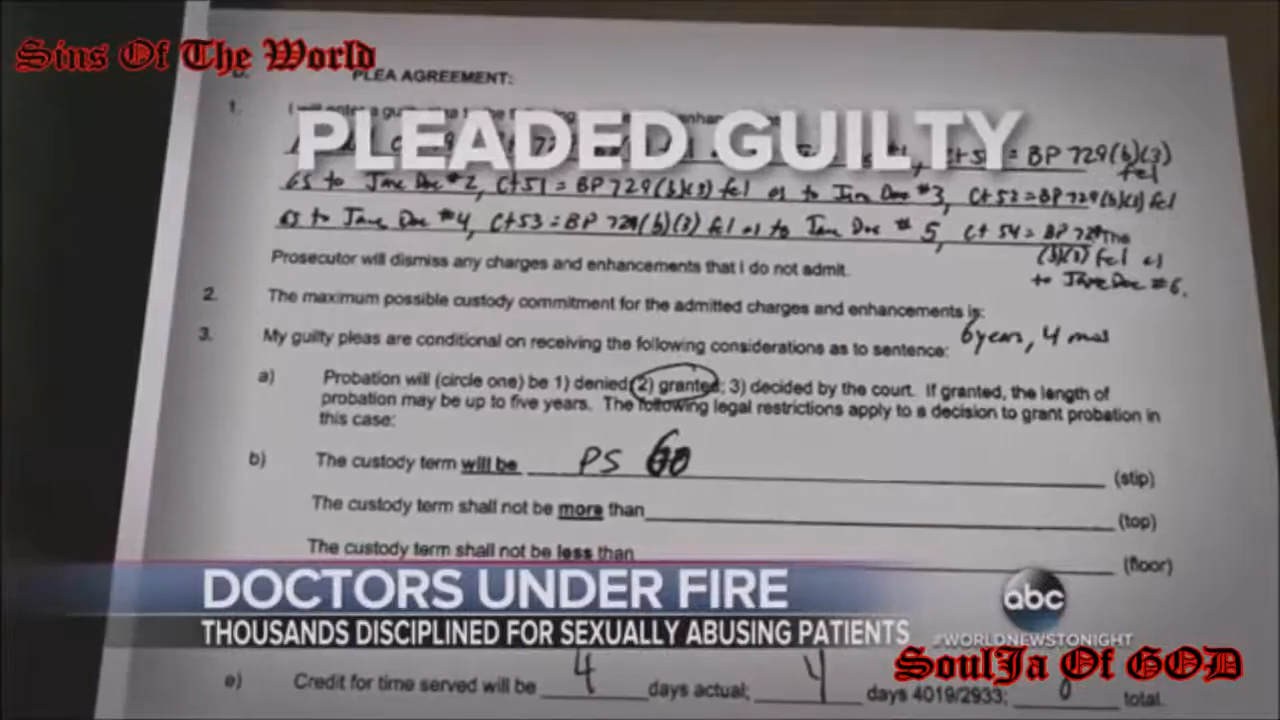 Sins Of The World
PLEA AGREEMENT:
PLEADED GUILTY
1.
Ct 51 = BP 729(b)(3) fel
as to Jane Doe #2, Ct 51 = BP 729(b)(3) fel as to Jane Doe #3, Ct 52 = BP 729(b)(3) fel
as to Jane Doe #4, Ct 53 = BP 729(b)(3) fel as to Jane Doe #5, Ct 54 = BP 729 The
fel as
to Jane Doe #6.
Prosecutor will dismiss any charges and enhancements that I do not admit.
2. The maximum possible custody commitment for the admitted charges and enhancements is:
6 years, 4 mos
3. My guilty pleas are conditional on receiving the following considerations as to sentence:
a) Probation will (circle one) be 1) denied; 2) granted; 3) decided by the court. If granted, the length of
probation may be up to five years. The following legal restrictions apply to a decision to grant probation in
this case:
b) The custody term will be PS (stip)
The custody term shall not be more than (top)
The custody term shall not be less than (floor)
DOCTORS UNDER FIRE
abc
THOUSANDS DISCIPLINED FOR SEXUALLY ABUSING PATIENTS
#WORLDNEWSTONIGHT
SoulJa Of GOD
e) Credit for time served will be 4 days actual; 4 days 4019/2933; total.